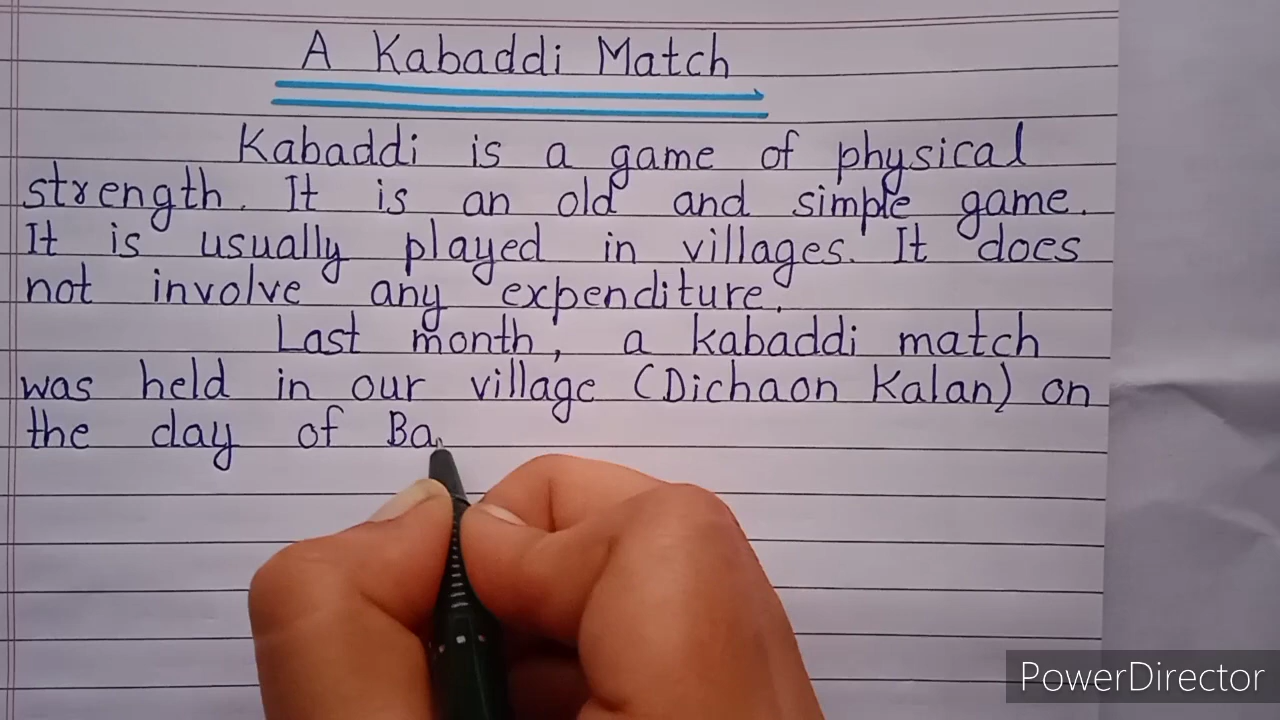 A Kabaddi Match
Kabaddi is a game of physical
strength. It is an old and simple game.
It is usually played in villages. It does
not involve any expenditure.
Last month, a kabaddi match
was held in our village (Dichaon Kalan) on
the day of Ba
PowerDirector